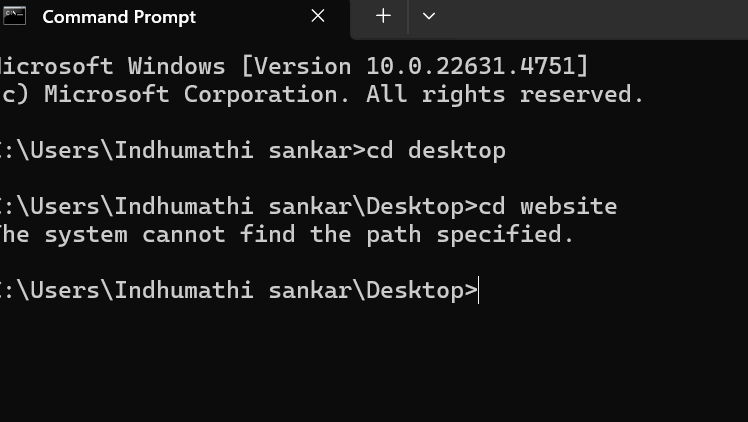 Command Prompt
icrosoft Windows [Version 10.0.22631.4751]
c) Microsoft Corporation. All rights reserved.
:\Users\Indhumathi sankar>cd desktop
:\Users\Indhumathi sankar\Desktop>cd website
he system cannot find the path specified.
:\Users\Indhumathi sankar\Desktop>